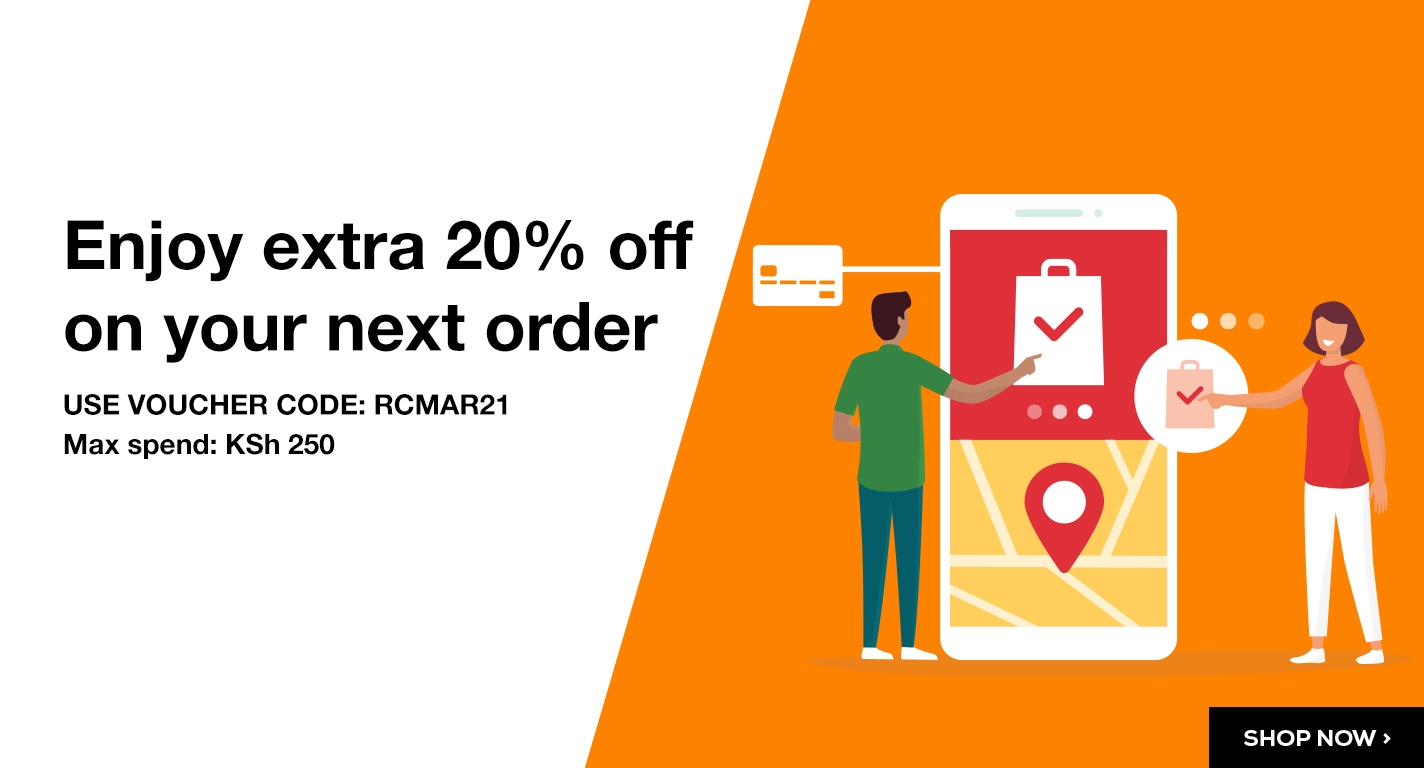 Enjoy extra 20% off
on your next order
USE VOUCHER CODE: RCMAR21
Max spend: KSh 250
SHOP NOW ›